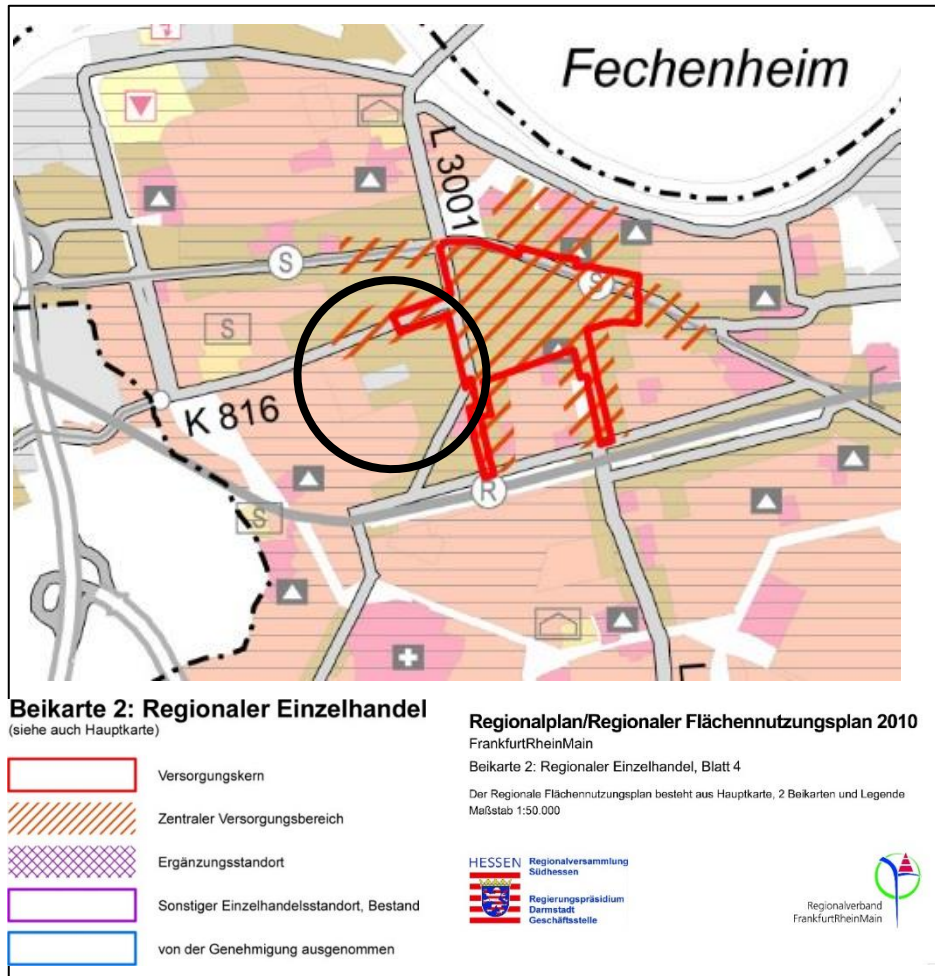 Fechenheim
L 3001
S
S
S
K 816
S
R
L
Beikarte 2: Regionaler Einzelhandel
(siehe auch Hauptkarte)
Versorgungskern
Zentraler Versorgungsbereich
Ergänzungsstandort
Sonstiger Einzelhandelsstandort, Bestand
von der Genehmigung ausgenommen
Regionalplan/Regionaler Flächennutzungsplan 2010
FrankfurtRheinMain
Beikarte 2: Regionaler Einzelhandel, Blatt 4
Der Regionale Flächennutzungsplan besteht aus Hauptkarte, 2 Beikarten und Legende
Maßstab 1:50.000
HESSEN
Regionalversammlung
Südhessen
Regierungspräsidium
Darmstadt
Geschäftsstelle
Regionalverband
FrankfurtRheinMain